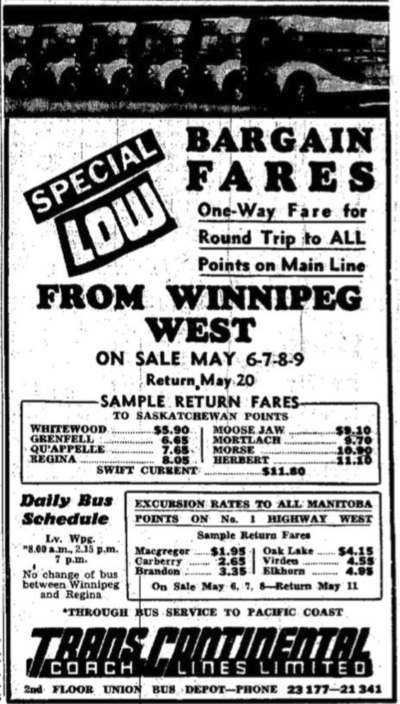 SPECIAL
LOW
BARGAIN
FARES
One-Way Fare for
Round Trip to ALL
Points on Main Line
FROM WINNIPEG
WEST
ON SALE MAY 6-7-8-9
Return May 20
SAMPLE RETURN FARES
TO SASKATCHEWAN POINTS
WHITEWOOD $5.90 MOOSE JAW $9.10
GRENFELL 6.65 MORTLACH 9.70
QU'APPELLE 7.65 MORSE 10.90
REGINA 8.05 HERBERT 11.10
SWIFT CURRENT $11.80
Daily Bus
Schedule
Lv. Wpg.
*8.00 a.m., 2.15 p.m.
7 p.m.
No change of bus
between Winnipeg
and Regina
EXCURSION RATES TO ALL MANITOBA
POINTS ON No. 1 HIGHWAY WEST
Sample Return Fares
Macgregor $1.95 Oak Lake $4.15
Carberry 2.65 Virden 4.55
Brandon 3.35 Elkhorn 4.95
On Sale May 6, 7, 8—Return May 11
*THROUGH BUS SERVICE TO PACIFIC COAST
TRANS CONTINENTAL
COACH LINES LIMITED
2nd FLOOR UNION BUS DEPOT—PHONE 23 177—21 341